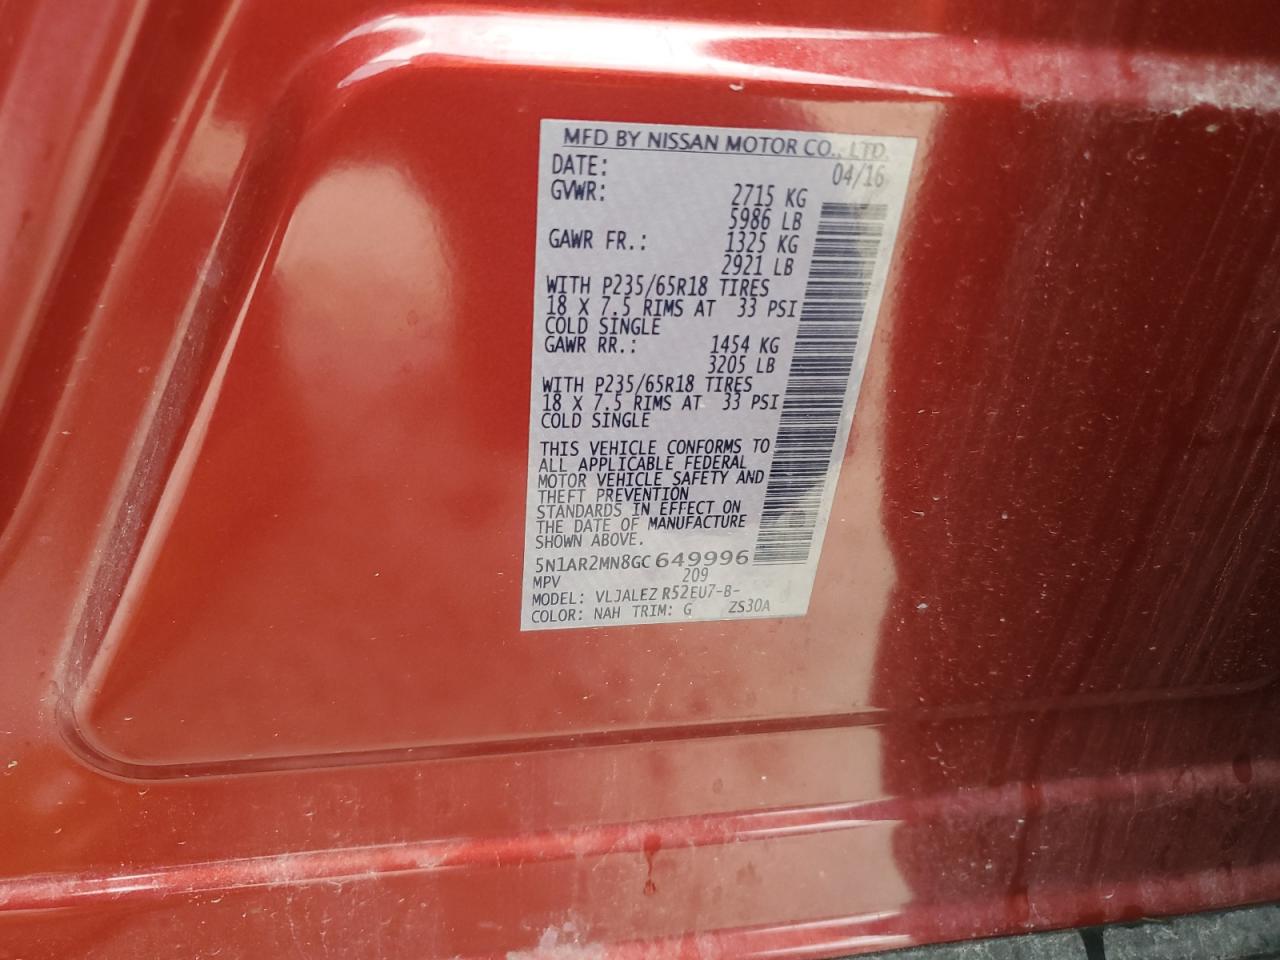 MFD BY NISSAN MOTOR CO., LTD.
DATE: 04/16
GVWR: 2715 KG
5986 LB
GAWR FR.: 1325 KG
2921 LB
WITH P235/65R18 TIRES
18 X 7.5 RIMS AT 33 PSI
COLD SINGLE
GAWR RR.: 1454 KG
3205 LB
WITH P235/65R18 TIRES
18 X 7.5 RIMS AT 33 PSI
COLD SINGLE
THIS VEHICLE CONFORMS TO
ALL APPLICABLE FEDERAL
MOTOR VEHICLE SAFETY AND
THEFT PREVENTION
STANDARDS IN EFFECT ON
THE DATE OF MANUFACTURE
SHOWN ABOVE.
5N1AR2MN8GC 649996
MPV 209
MODEL: VLJALEZ R52EU7-B-
COLOR: NAH TRIM: G ZS30A